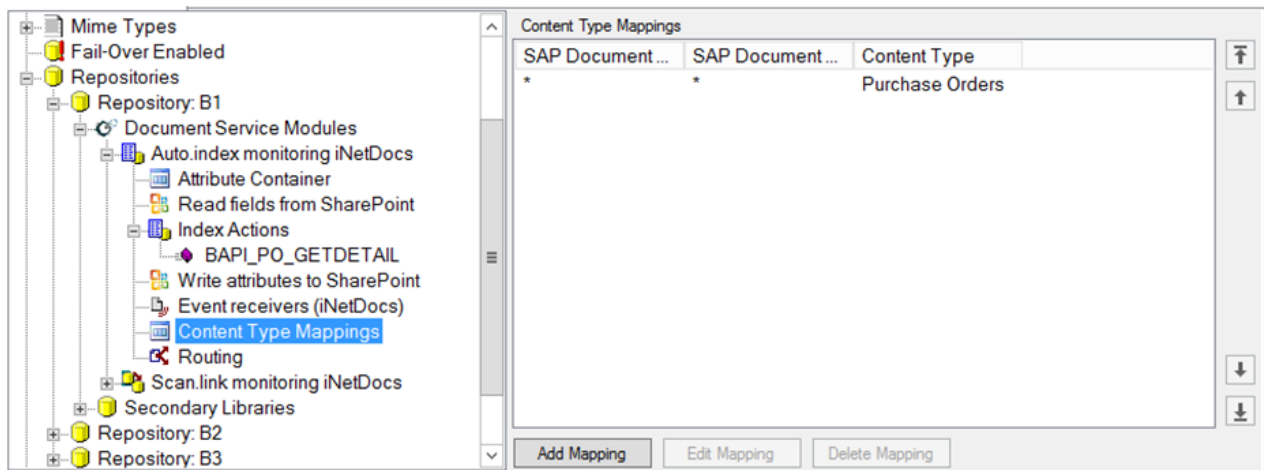 Mime Types
Fail-Over Enabled
Repositories
Repository: B1
Document Service Modules
Auto.index monitoring iNetDocs
Attribute Container
Read fields from SharePoint
Index Actions
BAPI_PO_GETDETAIL
Write attributes to SharePoint
Event receivers (iNetDocs)
Content Type Mappings
Routing
Scan.link monitoring iNetDocs
Secondary Libraries
Repository: B2
Repository: B3
Content Type Mappings
SAP Document ... SAP Document ... Content Type
* * Purchase Orders
Add Mapping Edit Mapping Delete Mapping